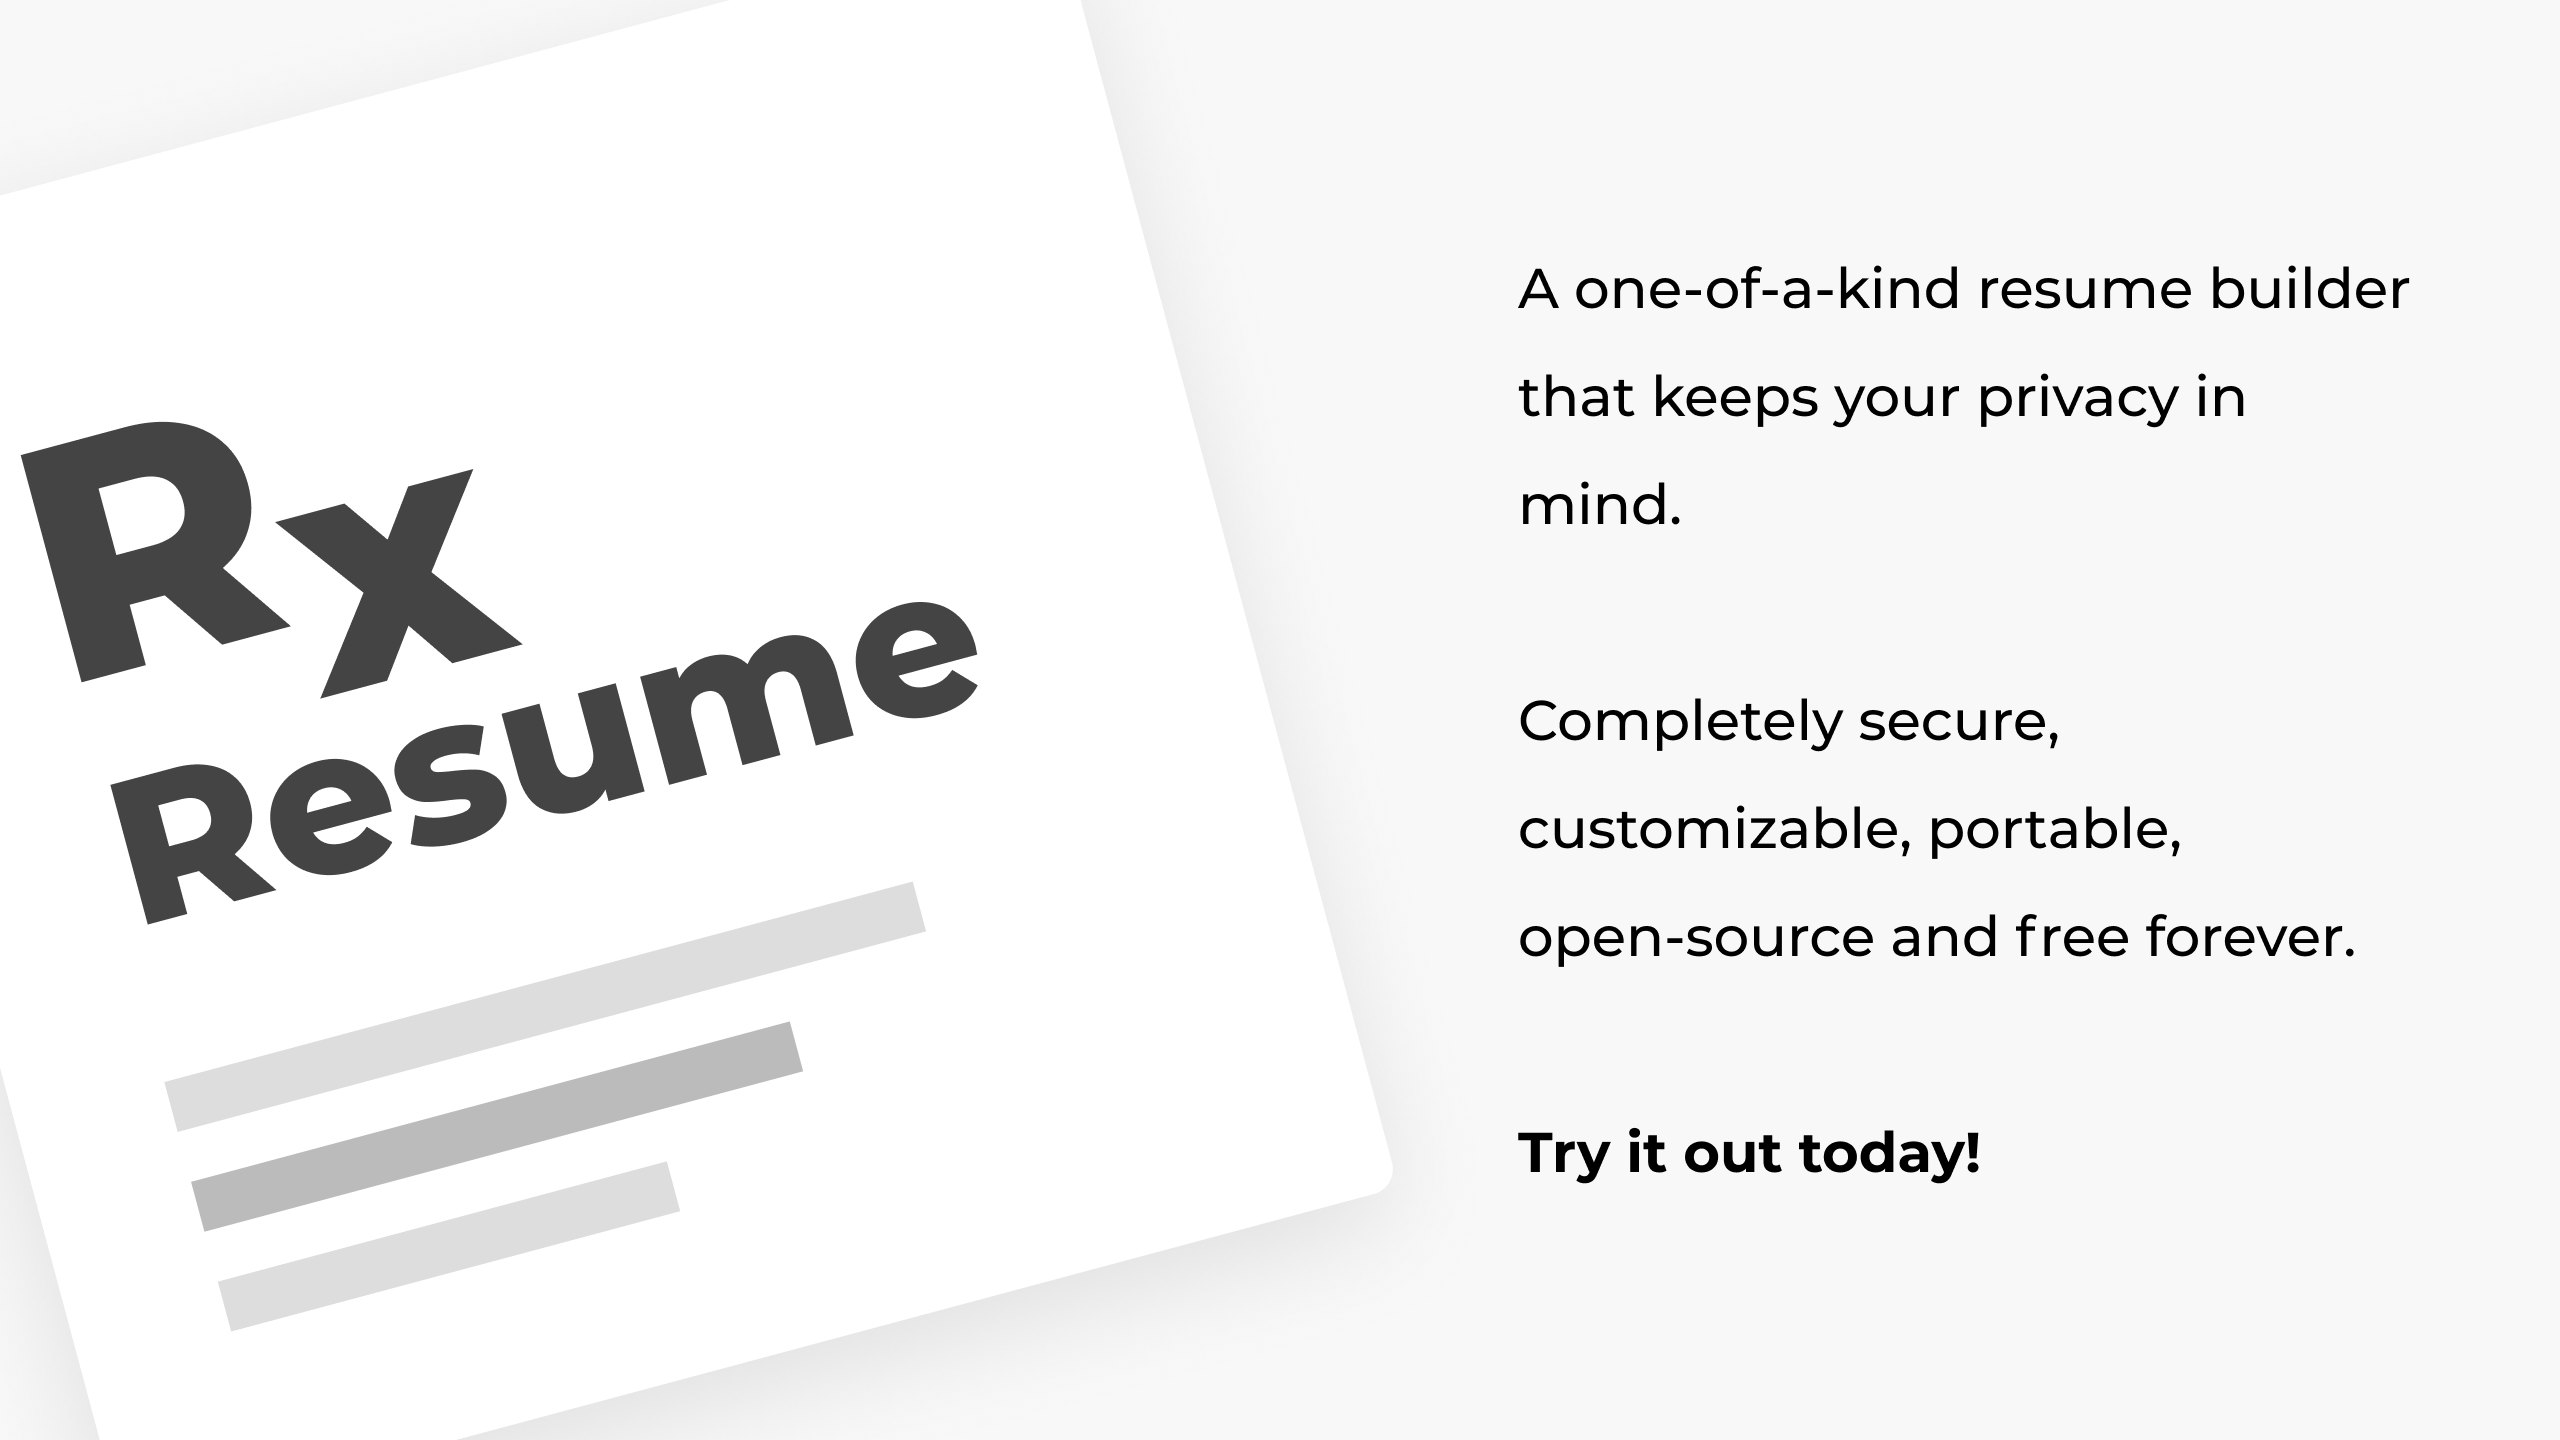 Rx
Resume
A one-of-a-kind resume builder
that keeps your privacy in
mind.
Completely secure,
customizable, portable,
open-source and free forever.
Try it out today!